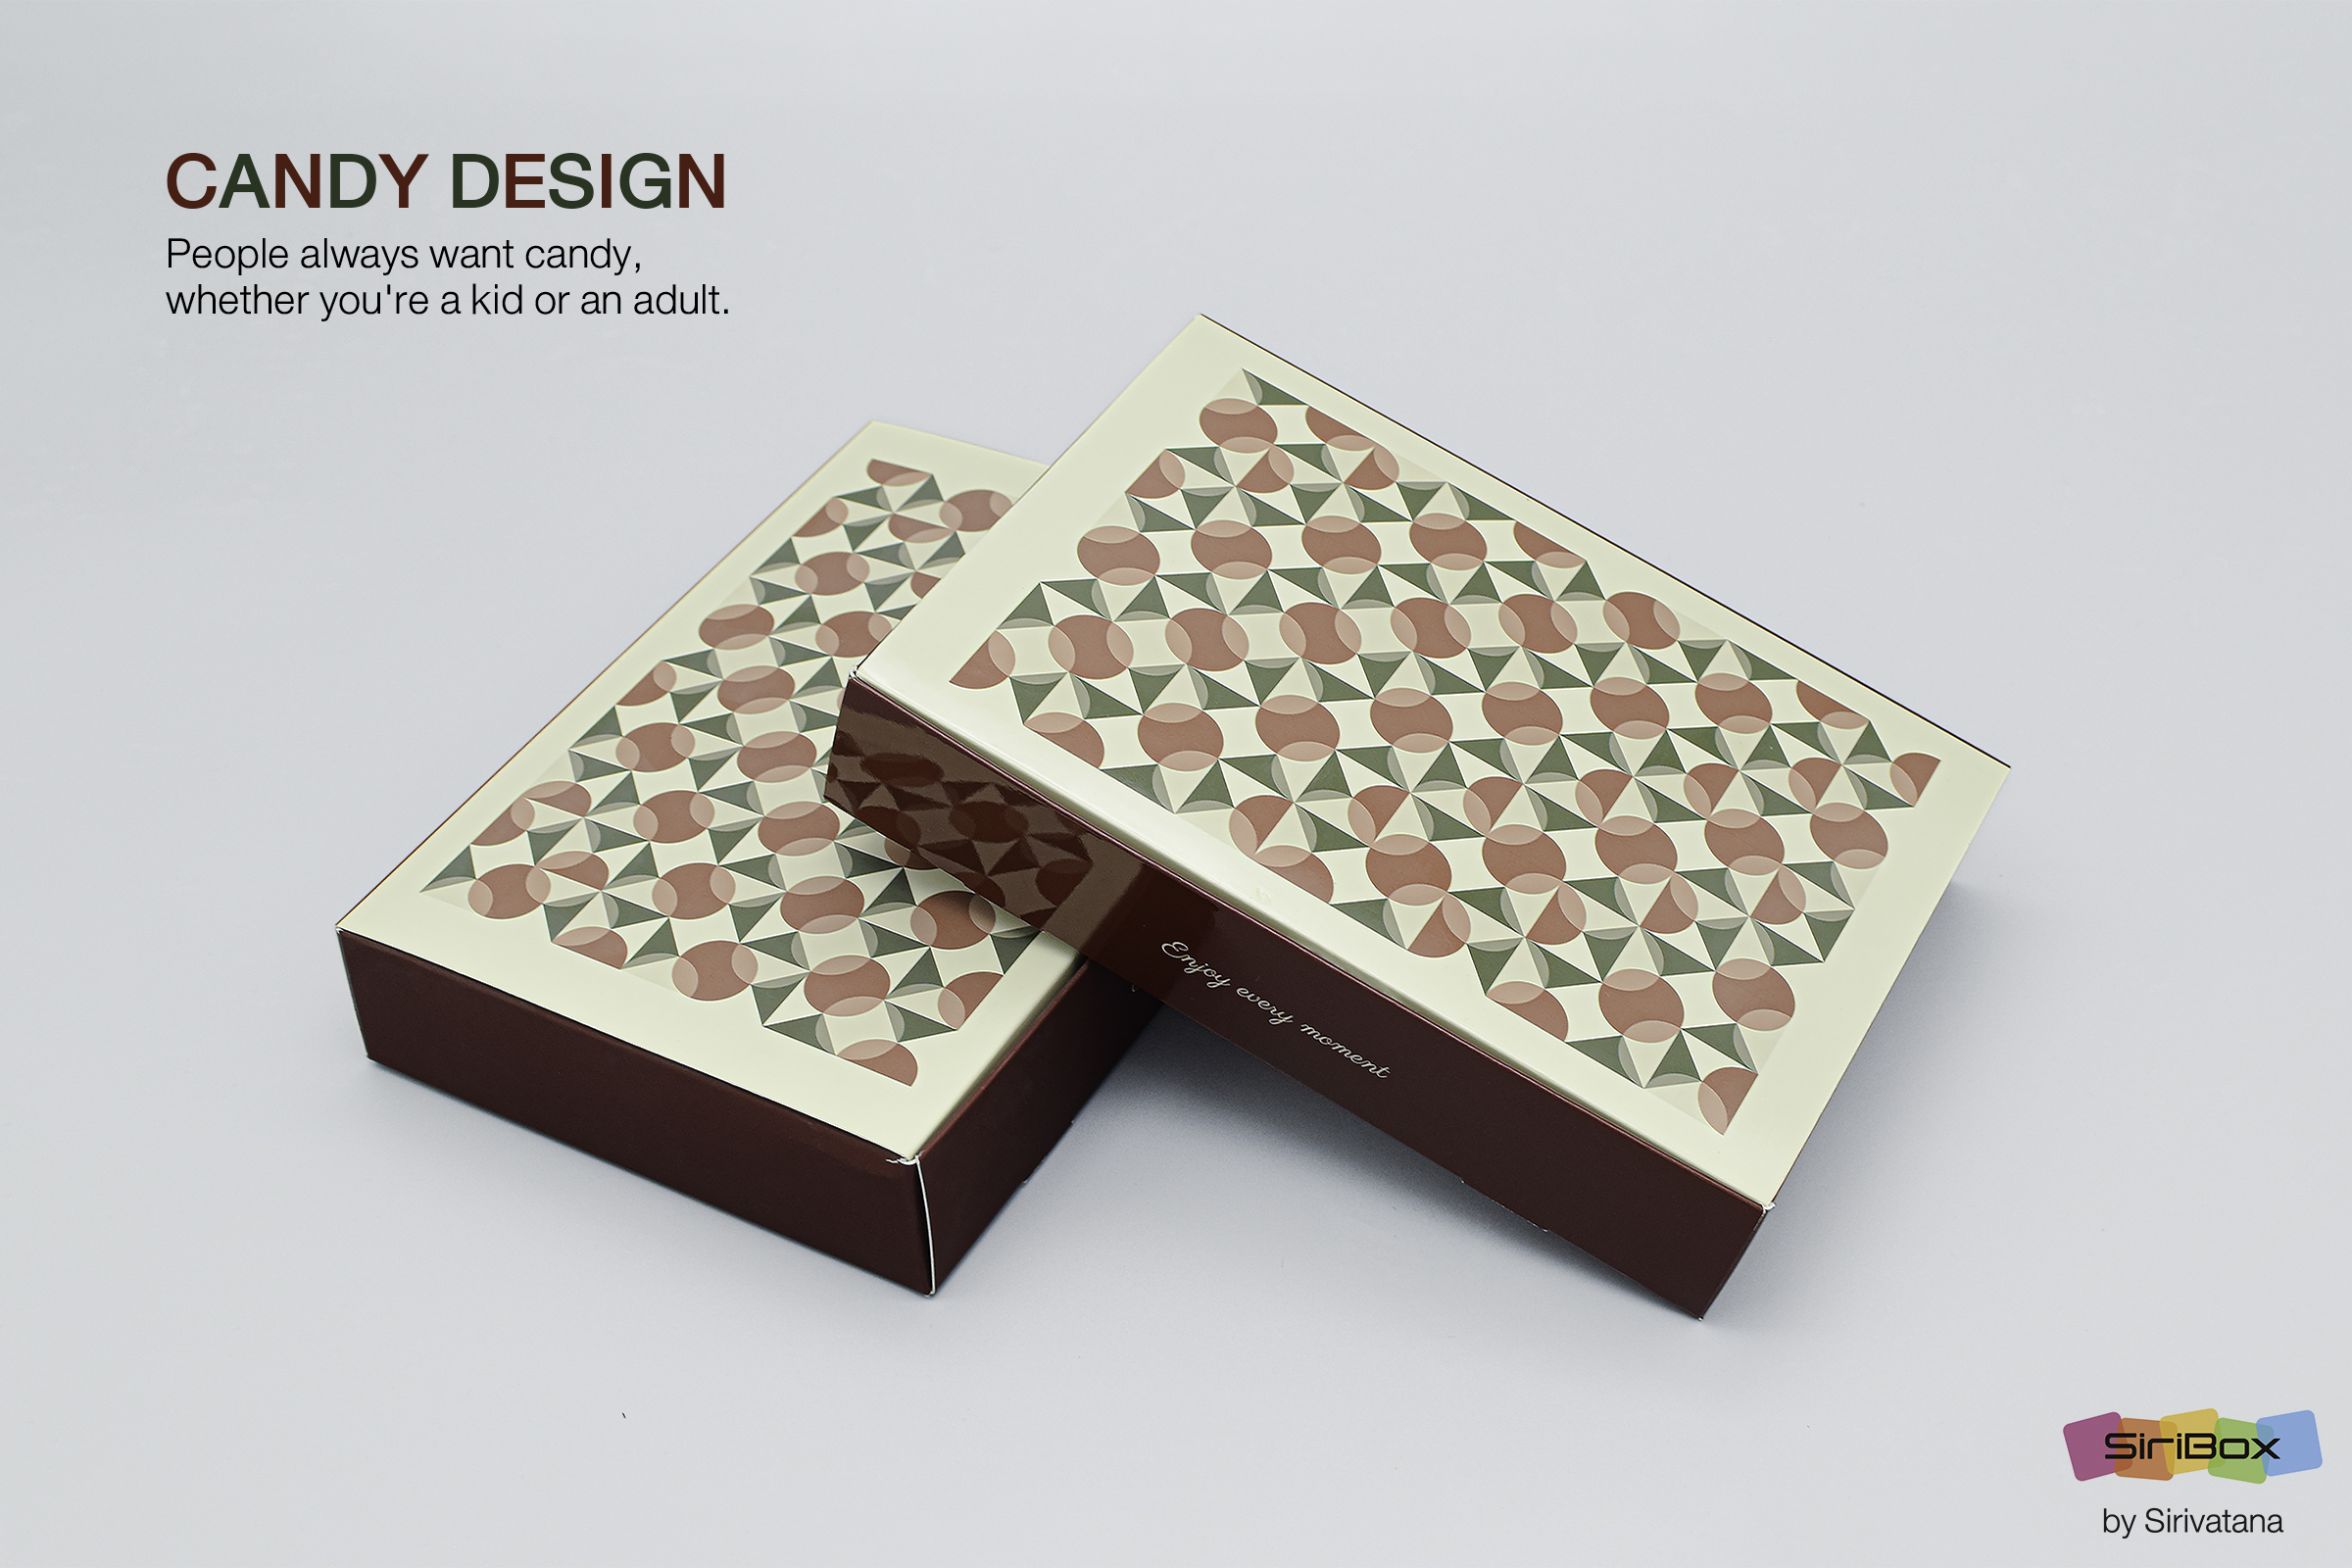 CANDY DESIGN
People always want candy,
whether you're a kid or an adult.
Enjoy every moment
SiriBox
by Sirivatana